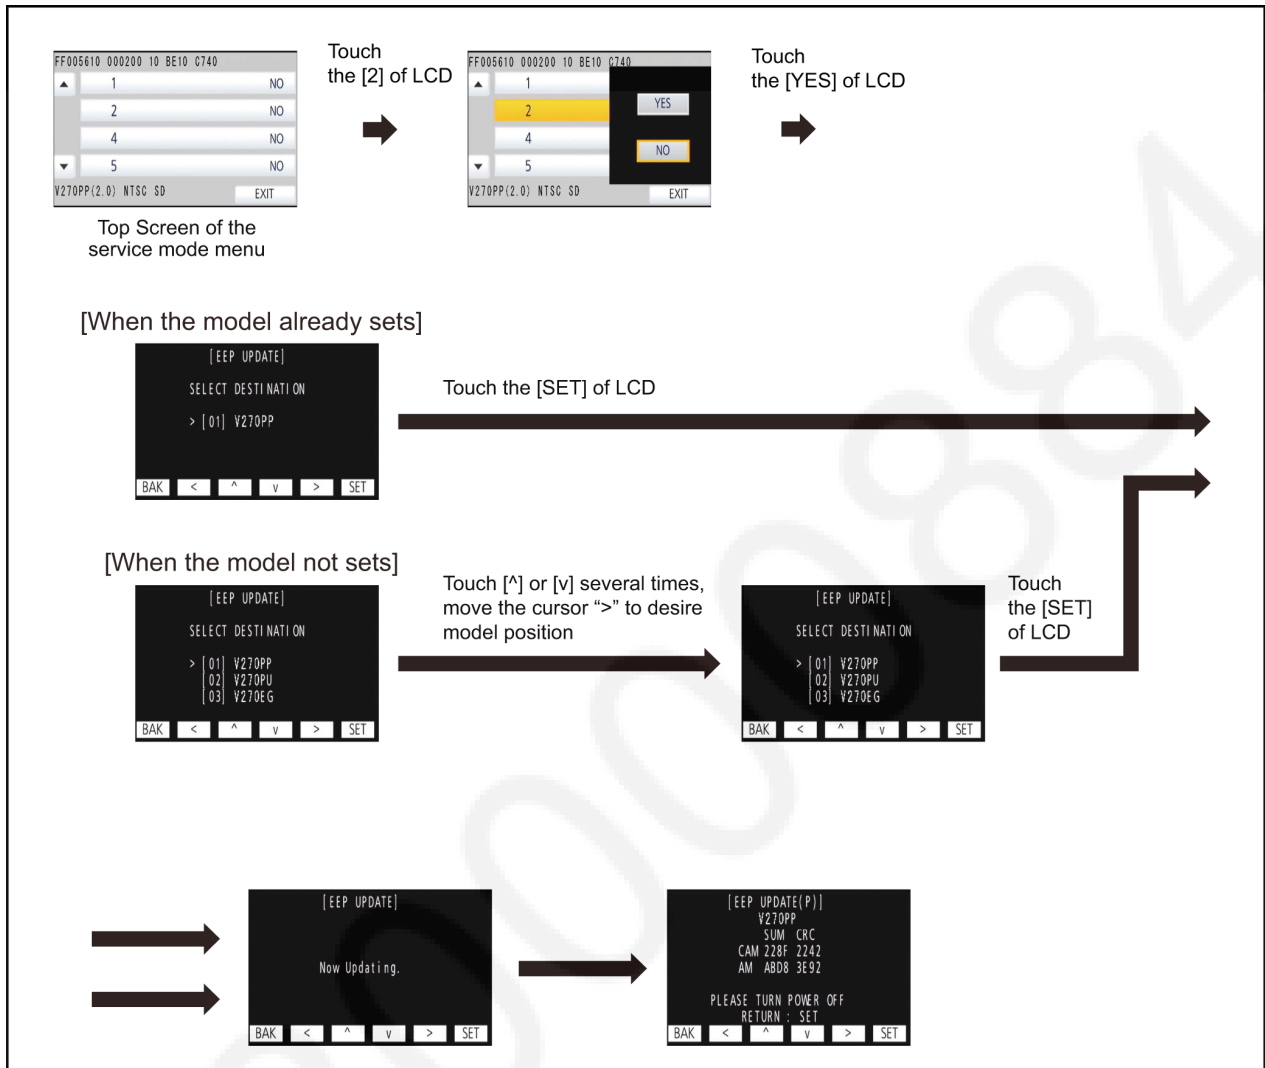 FF005610 000200 10 BE10 C740
▲ 1 NO
2 NO
4 NO
▼ 5 NO
V270PP(2.0) NTSC SD EXIT
Top Screen of the
service mode menu
Touch
the [2] of LCD
FF005610 000200 10 BE10 C740
▲ 1
2
4
▼ 5
YES
NO
V270PP(2.0) NTSC SD EXIT
Touch
the [YES] of LCD
[When the model already sets]
[EEP UPDATE]
SELECT DESTINATION
> [01] V270PP
BAK < ^ v > SET
Touch the [SET] of LCD
[When the model not sets]
[EEP UPDATE]
SELECT DESTINATION
> [01] V270PP
[02] V270PU
[03] V270EG
BAK < ^ v > SET
Touch [^] or [v] several times,
move the cursor “>” to desire
model position
[EEP UPDATE]
SELECT DESTINATION
> [01] V270PP
[02] V270PU
[03] V270EG
BAK < ^ v > SET
Touch
the [SET]
of LCD
[EEP UPDATE]
Now Updating.
BAK < ^ v > SET
[EEP UPDATE(P)]
V270PP
SUM CRC
CAM 228F 2242
AM ABD8 3E92
PLEASE TURN POWER OFF
RETURN : SET
BAK < ^ v > SET